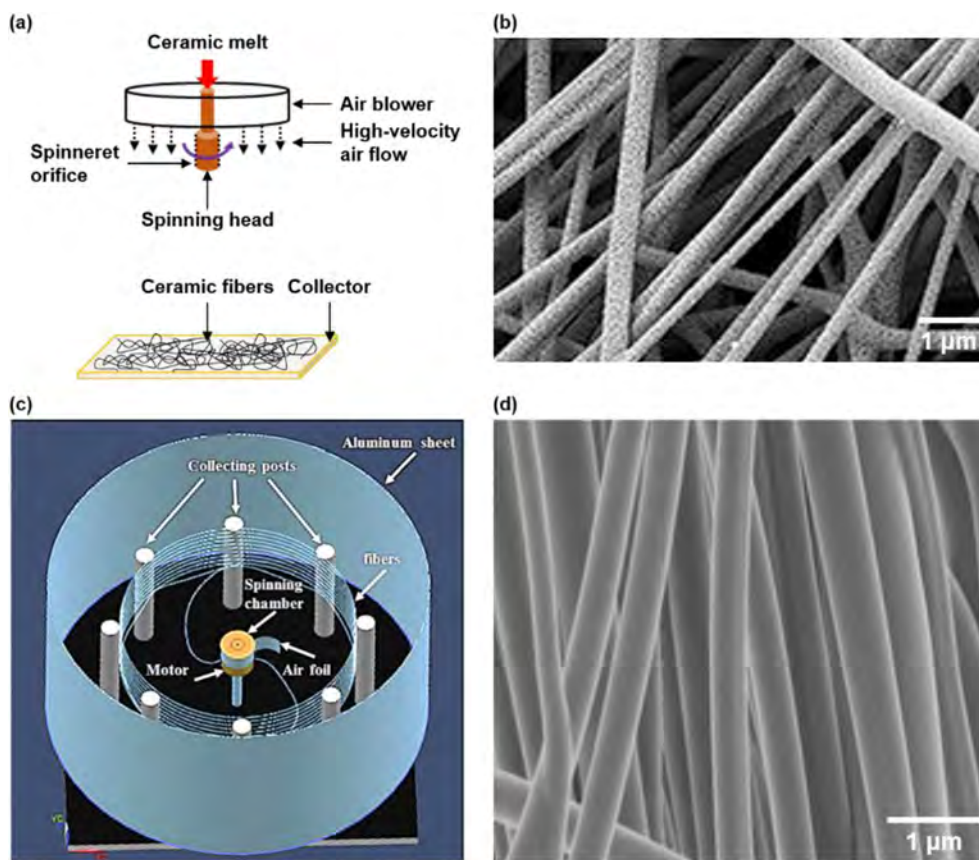 (a)
Ceramic melt
Air blower
High-velocity
air flow
Spinneret
orifice
Spinning head
Ceramic fibers
Collector
(b)
1 µm
(c)
Aluminum sheet
Collecting posts
fibers
Spinning
chamber
Motor
Air foil
(d)
1 µm